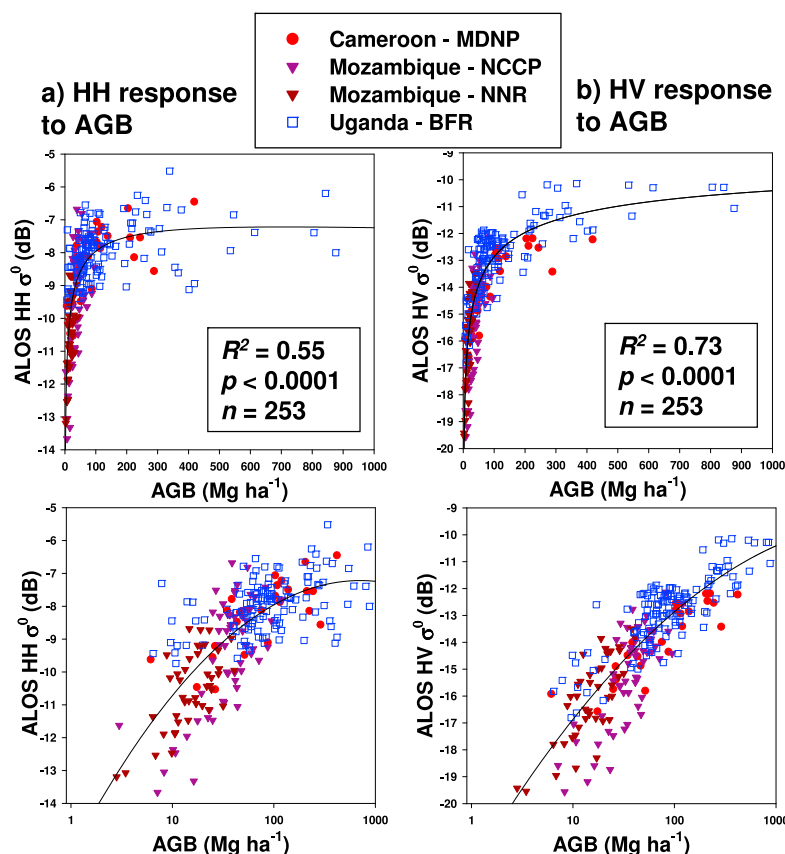 Cameroon - MDNP
Mozambique - NCCP
Mozambique - NNR
Uganda - BFR
a) HH response
to AGB
b) HV response
to AGB
-5
-6
-7
-8
-9
-10
-11
-12
-13
-14
ALOS HH σ⁰ (dB)
R² = 0.55
p < 0.0001
n = 253
0 100 200 300 400 500 600 700 800 900 1000
AGB (Mg ha⁻¹)
-9
-10
-11
-12
-13
-14
-15
-16
-17
-18
-19
-20
ALOS HV σ⁰ (dB)
R² = 0.73
p < 0.0001
n = 253
0 100 200 300 400 500 600 700 800 900 1000
AGB (Mg ha⁻¹)
-5
-6
-7
-8
-9
-10
-11
-12
-13
-14
ALOS HH σ⁰ (dB)
1 10 100 1000
AGB (Mg ha⁻¹)
-9
-10
-11
-12
-13
-14
-15
-16
-17
-18
-19
-20
ALOS HV σ⁰ (dB)
1 10 100 1000
AGB (Mg ha⁻¹)